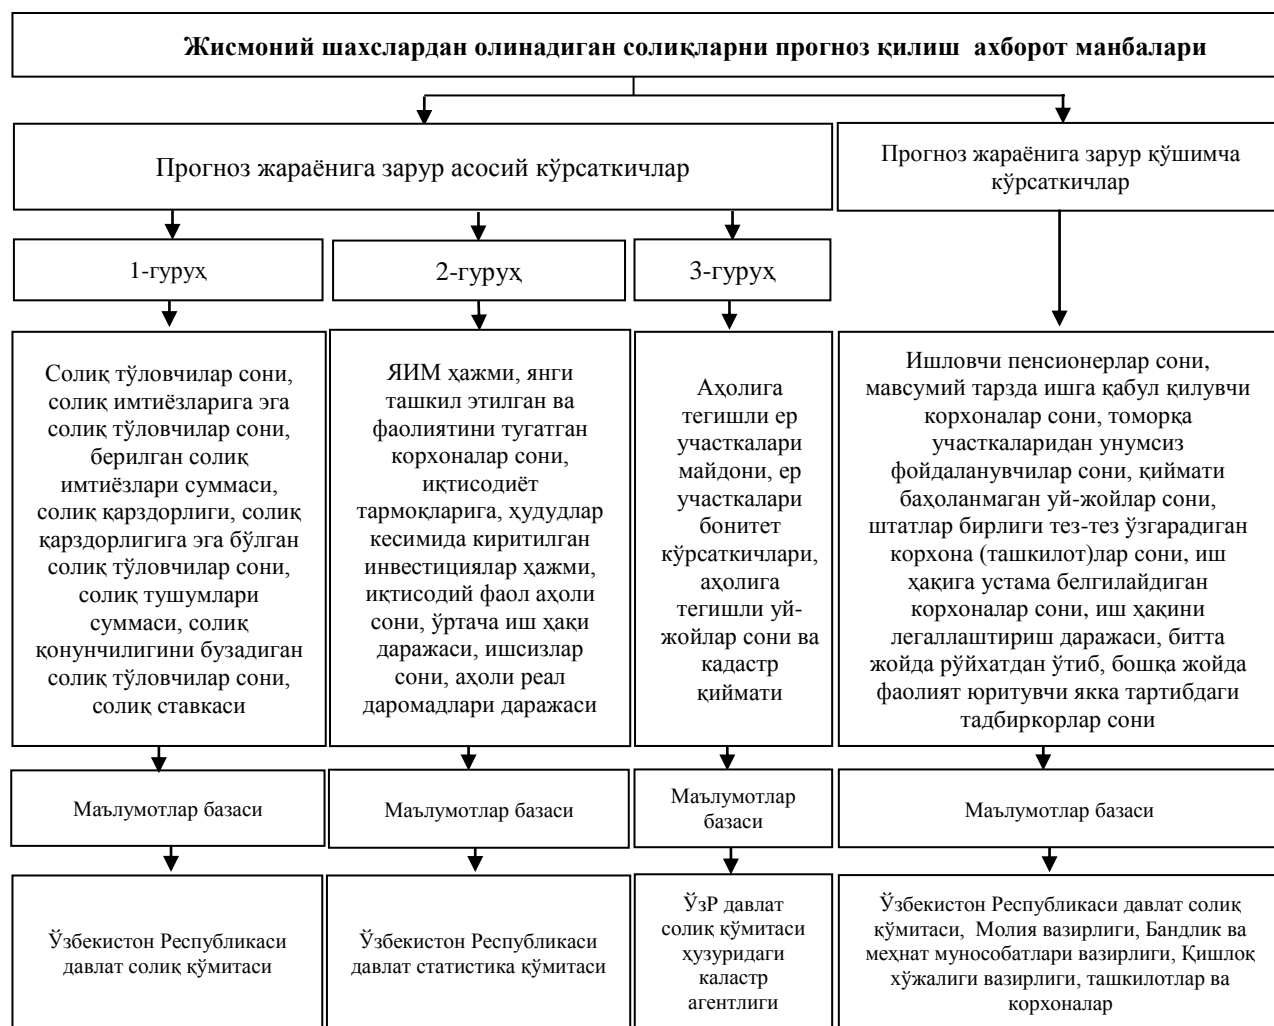 Жисмоний шахслардан олинадиган солиқларни прогноз қилиш ахборот манбалари
Прогноз жараёнига зарур асосий кўрсаткичлар
Прогноз жараёнига зарур қўшимча
кўрсаткичлар
1-гуруҳ
2-гуруҳ
3-гуруҳ
Солиқ тўловчилар сони,
солиқ имтиёзларига эга
солиқ тўловчилар сони,
берилган солиқ
имтиёзлари суммаси,
солиқ қарздорлиги, солиқ
қарздорлигига эга бўлган
солиқ тўловчилар сони,
солиқ тушумлари
суммаси, солиқ
қонунчилигини бузадиган
солиқ тўловчилар сони,
солиқ ставкаси
ЯИМ ҳажми, янги
ташкил этилган ва
фаолиятини тугатган
корхоналар сони,
иқтисодиёт
тармоқларига, ҳудудлар
кесимида киритилган
инвестициялар ҳажми,
иқтисодий фаол аҳоли
сони, ўртача иш ҳақи
даражаси, ишсизлар
сони, аҳоли реал
даромадлари даражаси
Аҳолига
тегишли ер
участкалари
майдони, ер
участкалари
бонитет
кўрсаткичлари,
аҳолига
тегишли уй-
жойлар сони ва
кадастр
қиймати
Ишловчи пенсионерлар сони,
мавсумий тарзда ишга қабул қилувчи
корхоналар сони, томорқа
участкаларидан унумсиз
фойдаланувчилар сони, қиймати
баҳоланмаган уй-жойлар сони,
штатлар бирлиги тез-тез ўзгарадиган
корхона (ташкилот)лар сони, иш
ҳақига устама белгилайдиган
корхоналар сони, иш ҳақини
легаллаштириш даражаси, битта
жойда рўйхатдан ўтиб, бошқа жойда
фаолият юритувчи якка тартибдаги
тадбиркорлар сони
Маълумотлар базаси
Маълумотлар базаси
Маълумотлар
базаси
Маълумотлар базаси
Ўзбекистон Республикаси
давлат солиқ қўмитаси
Ўзбекистон Республикаси
давлат статистика қўмитаси
ЎзР давлат
солиқ қўмитаси
ҳузуридаги
каластр
агентлиги
Ўзбекистон Республикаси давлат солиқ
қўмитаси, Молия вазирлиги, Бандлик ва
меҳнат муносабатлари вазирлиги, Қишлоқ
хўжалиги вазирлиги, ташкилотлар ва
корхоналар